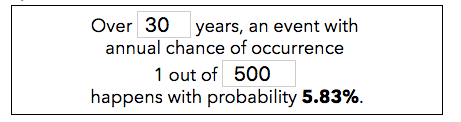 Over 30 years, an event with
annual chance of occurrence
1 out of 500
happens with probability 5.83%.